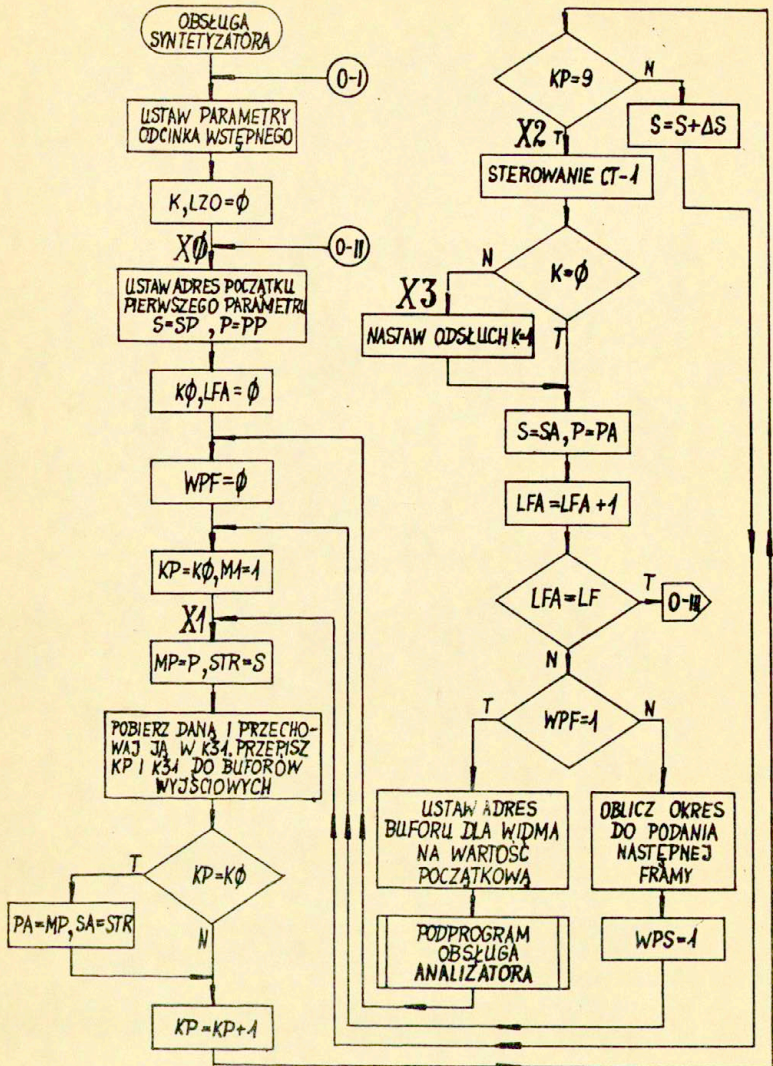 OBSŁUGA
SYNTETYZATORA
O-I
USTAW PARAMETRY
ODCINKA WSTĘPNEGO
K,LZO=Ø
XØ
O-II
USTAW ADRES POCZĄTKU
PIERWSZEGO PARAMETRU
S=SP , P=PP
KØ,LFA=Ø
WPF=Ø
KP=KØ,M1=1
X1
MP=P,STR=S
POBIERZ DANĄ I PRZECHO-
WAJ JĄ W K31.PRZEPISZ
KP I K31 DO BUFORÓW
WYJŚCIOWYCH
T
KP=KØ
PA=MP,SA=STR
N
KP=KP+1
KP=9
N
S=S+ΔS
X2
T
STEROWANIE CT-1
N
K=Ø
X3
NASTAW ODSŁUCH K=1
T
S=SA,P=PA
LFA=LFA+1
LFA=LF
T
O-III
N
T
WPF=1
N
USTAW ADRES
BUFORU DLA WIDMA
NA WARTOŚĆ
POCZĄTKOWĄ
OBLICZ OKRES
DO PODANIA
NASTĘPNEJ
FRAMY
PODPROGRAM
OBSŁUGA
ANALIZATORA
WPS=1